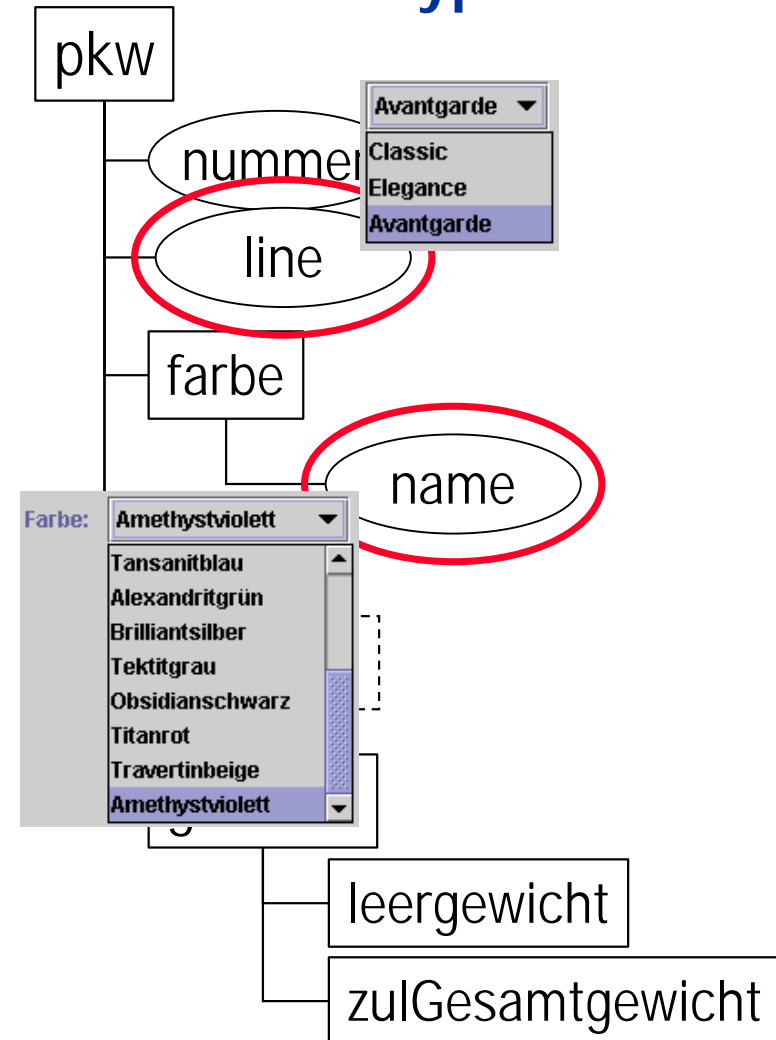 pkw
Avantgarde
Classic
Elegance
Avantgarde
nummer
line
farbe
name
Farbe: Amethystviolett
Tansanitblau
Alexandritgrün
Brilliantsilber
Tektitgrau
Obsidianschwarz
Titanrot
Travertinbeige
Amethystviolett
leergewicht
zulGesamtgewicht